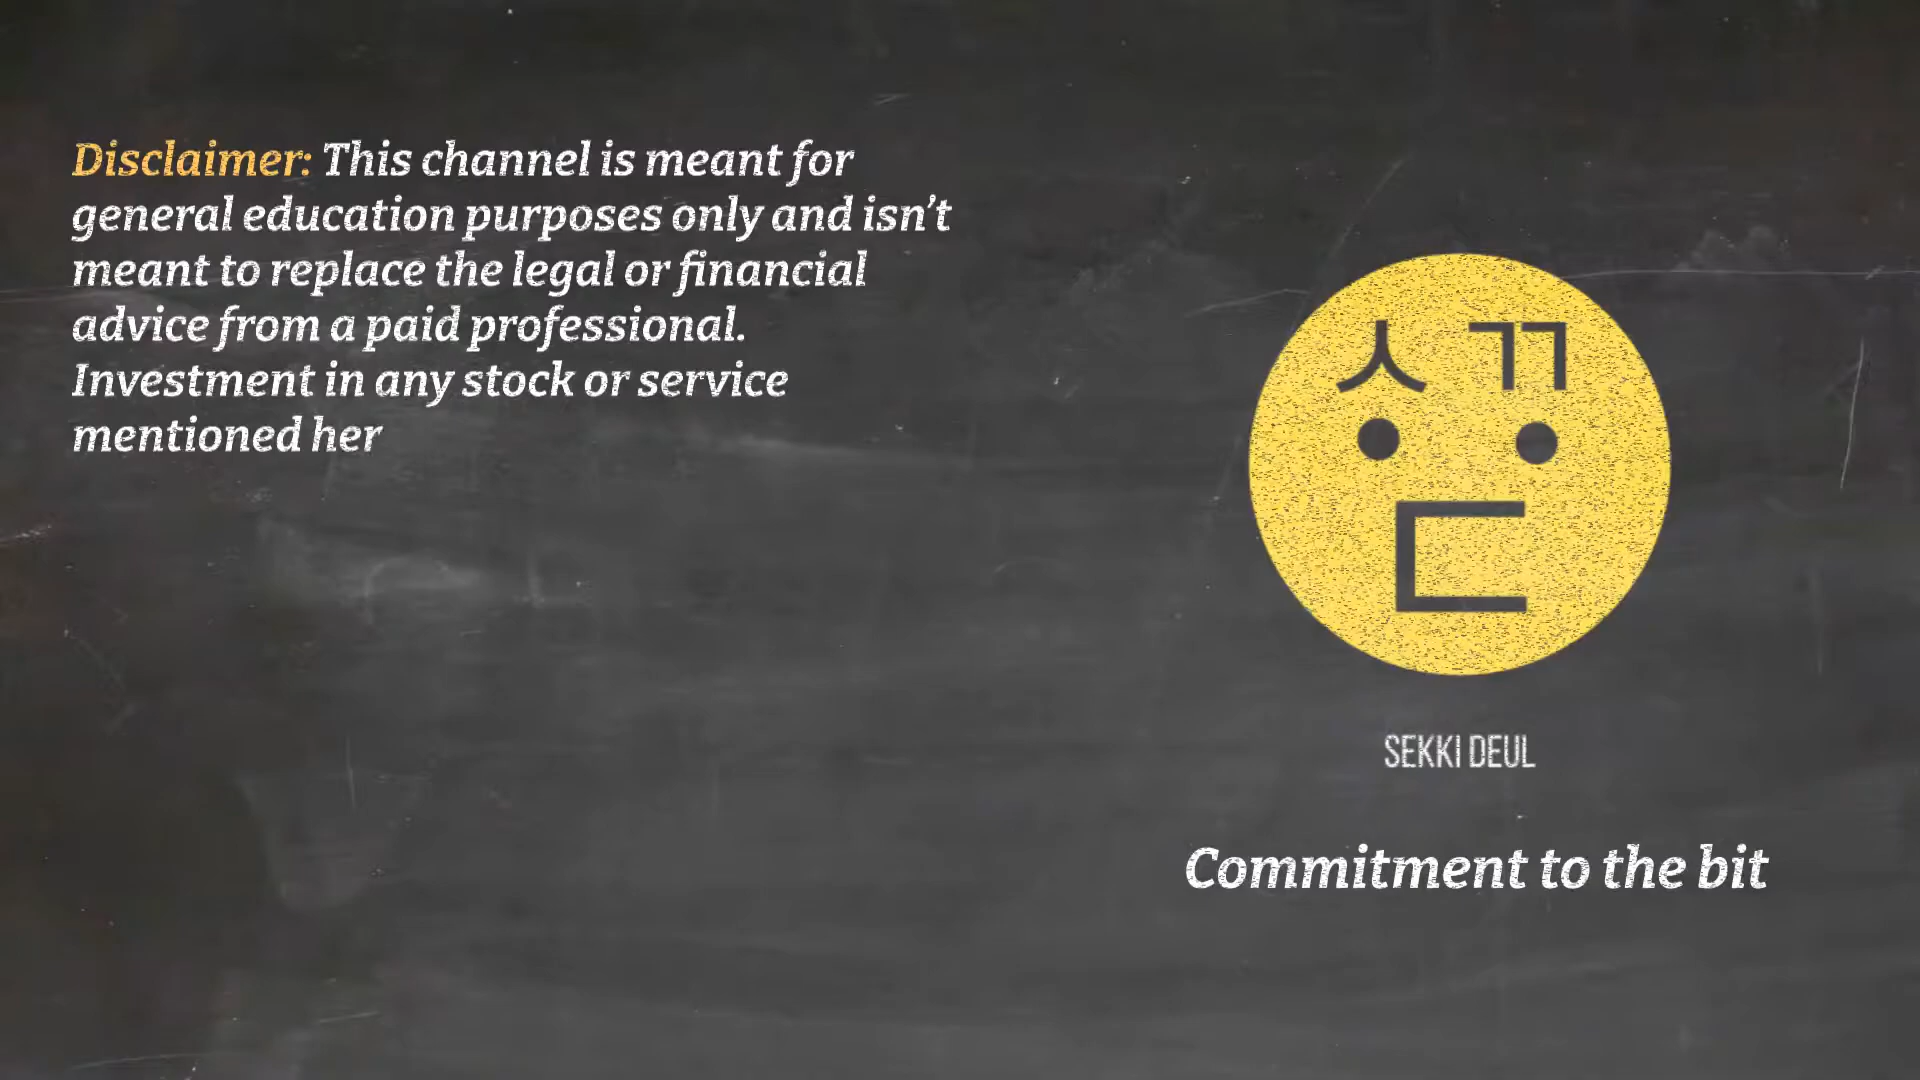 Disclaimer: This channel is meant for
general education purposes only and isn't
meant to replace the legal or financial
advice from a paid professional.
Investment in any stock or service
mentioned her
ㅅ ㄲ
ㄷ
SEKKI DEUL
Commitment to the bit